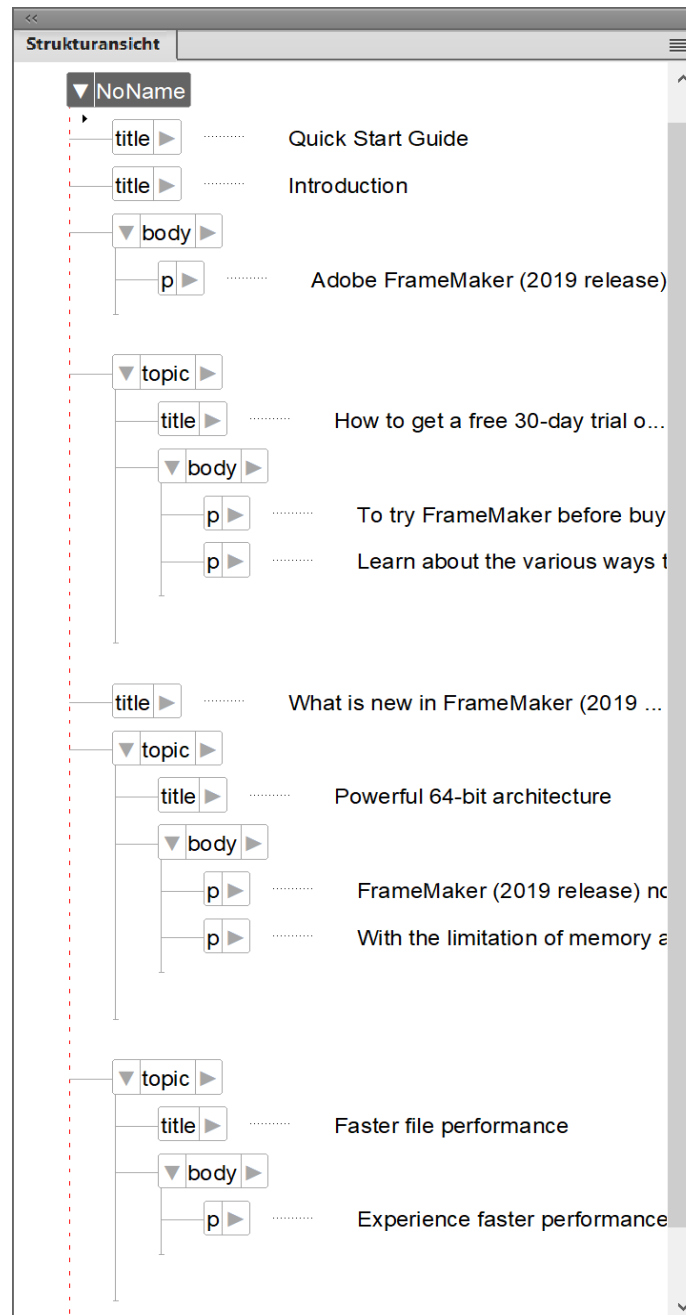 <<
Strukturansicht
NoName
title Quick Start Guide
title Introduction
body
p Adobe FrameMaker (2019 release)
topic
title How to get a free 30-day trial o...
body
p To try FrameMaker before buy
p Learn about the various ways t
title What is new in FrameMaker (2019 ...
topic
title Powerful 64-bit architecture
body
p FrameMaker (2019 release) no
p With the limitation of memory a
topic
title Faster file performance
body
p Experience faster performance